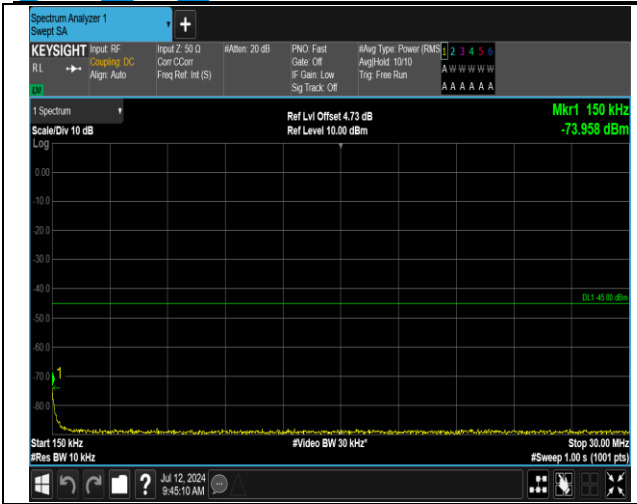 Spectrum Analyzer 1
Swept SA
+
KEYSIGHT
RL
LXI
Input: RF
Coupling: DC
Align: Auto
Input Z: 50 Ω
Corr CCorr
Freq Ref: Int (S)
#Atten: 20 dB
PNO: Fast
Gate: Off
IF Gain: Low
Sig Track: Off
#Avg Type: Power (RMS
Avg|Hold: 10/10
Trig: Free Run
1 2 3 4 5 6
A W W W W W
A A A A A A
1 Spectrum
Scale/Div 10 dB
Log
Ref Lvl Offset 4.73 dB
Ref Level 10.00 dBm
Mkr1 150 kHz
-73.958 dBm
0.00
-10.0
-20.0
-30.0
-40.0
DL1 -45.00 dBm
-50.0
-60.0
-70.0
1
-80.0
Start 150 kHz
#Video BW 30 kHz*
Stop 30.00 MHz
#Res BW 10 kHz
#Sweep 1.00 s (1001 pts)
?
Jul 12, 2024
9:45:10 AM